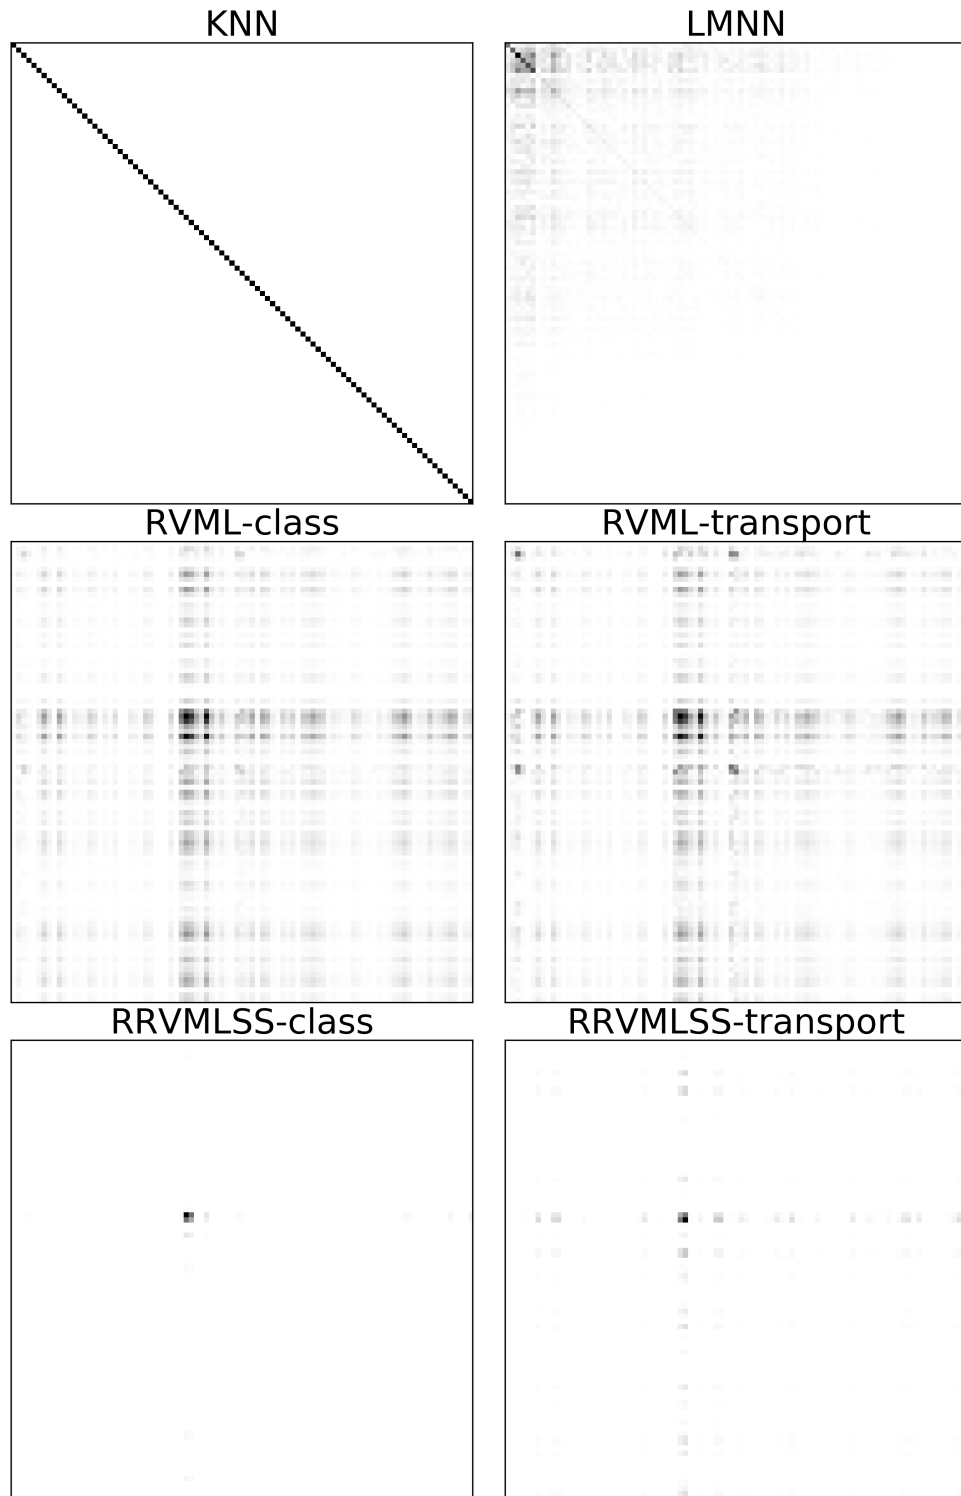 KNN
LMNN
RVML-class
RVML-transport
RRVMLSS-class
RRVMLSS-transport